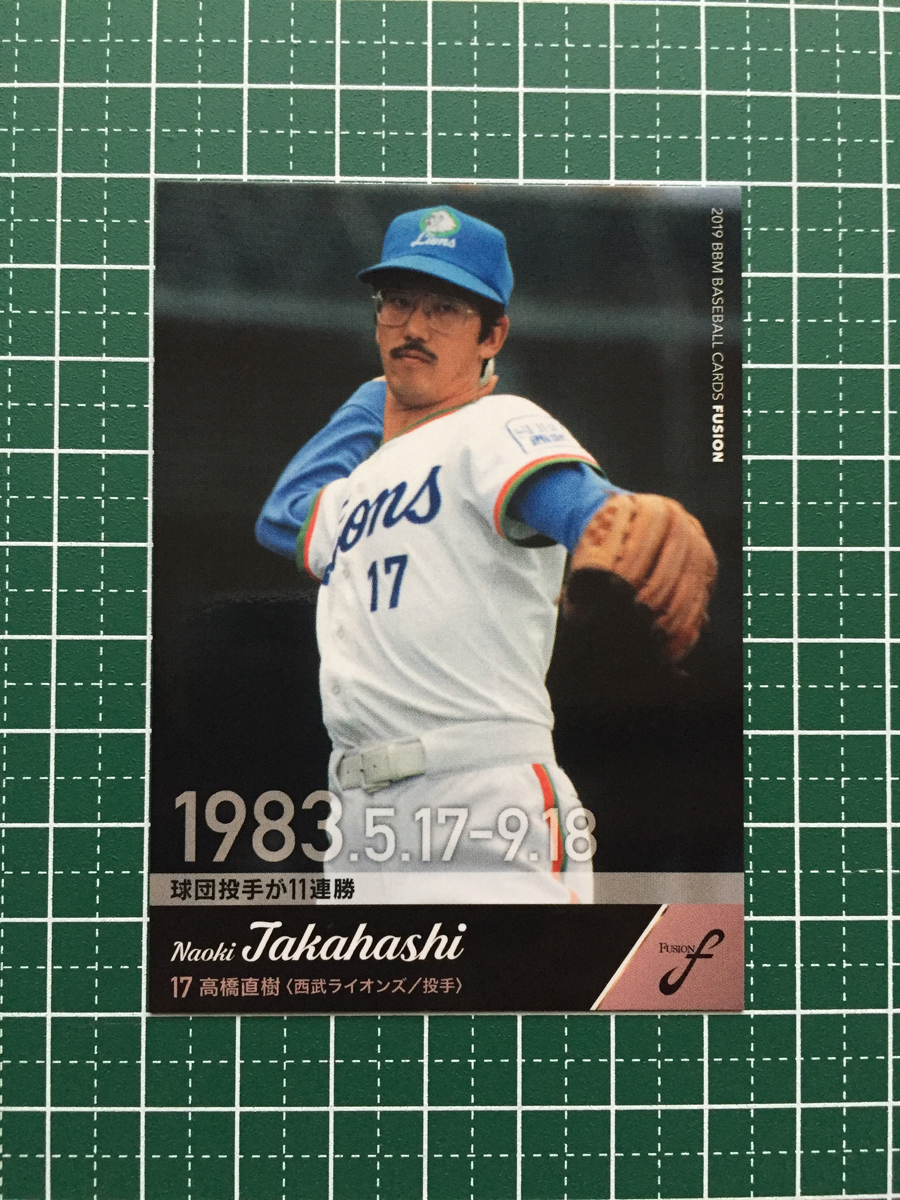 2019 BBM BASEBALL CARDS FUSION
Lions
Lions
17
1983.5.17-9.18
球団投手が11連勝
Naoki Takahashi
17 高橋直樹〈西武ライオンズ/投手〉
FUSION f